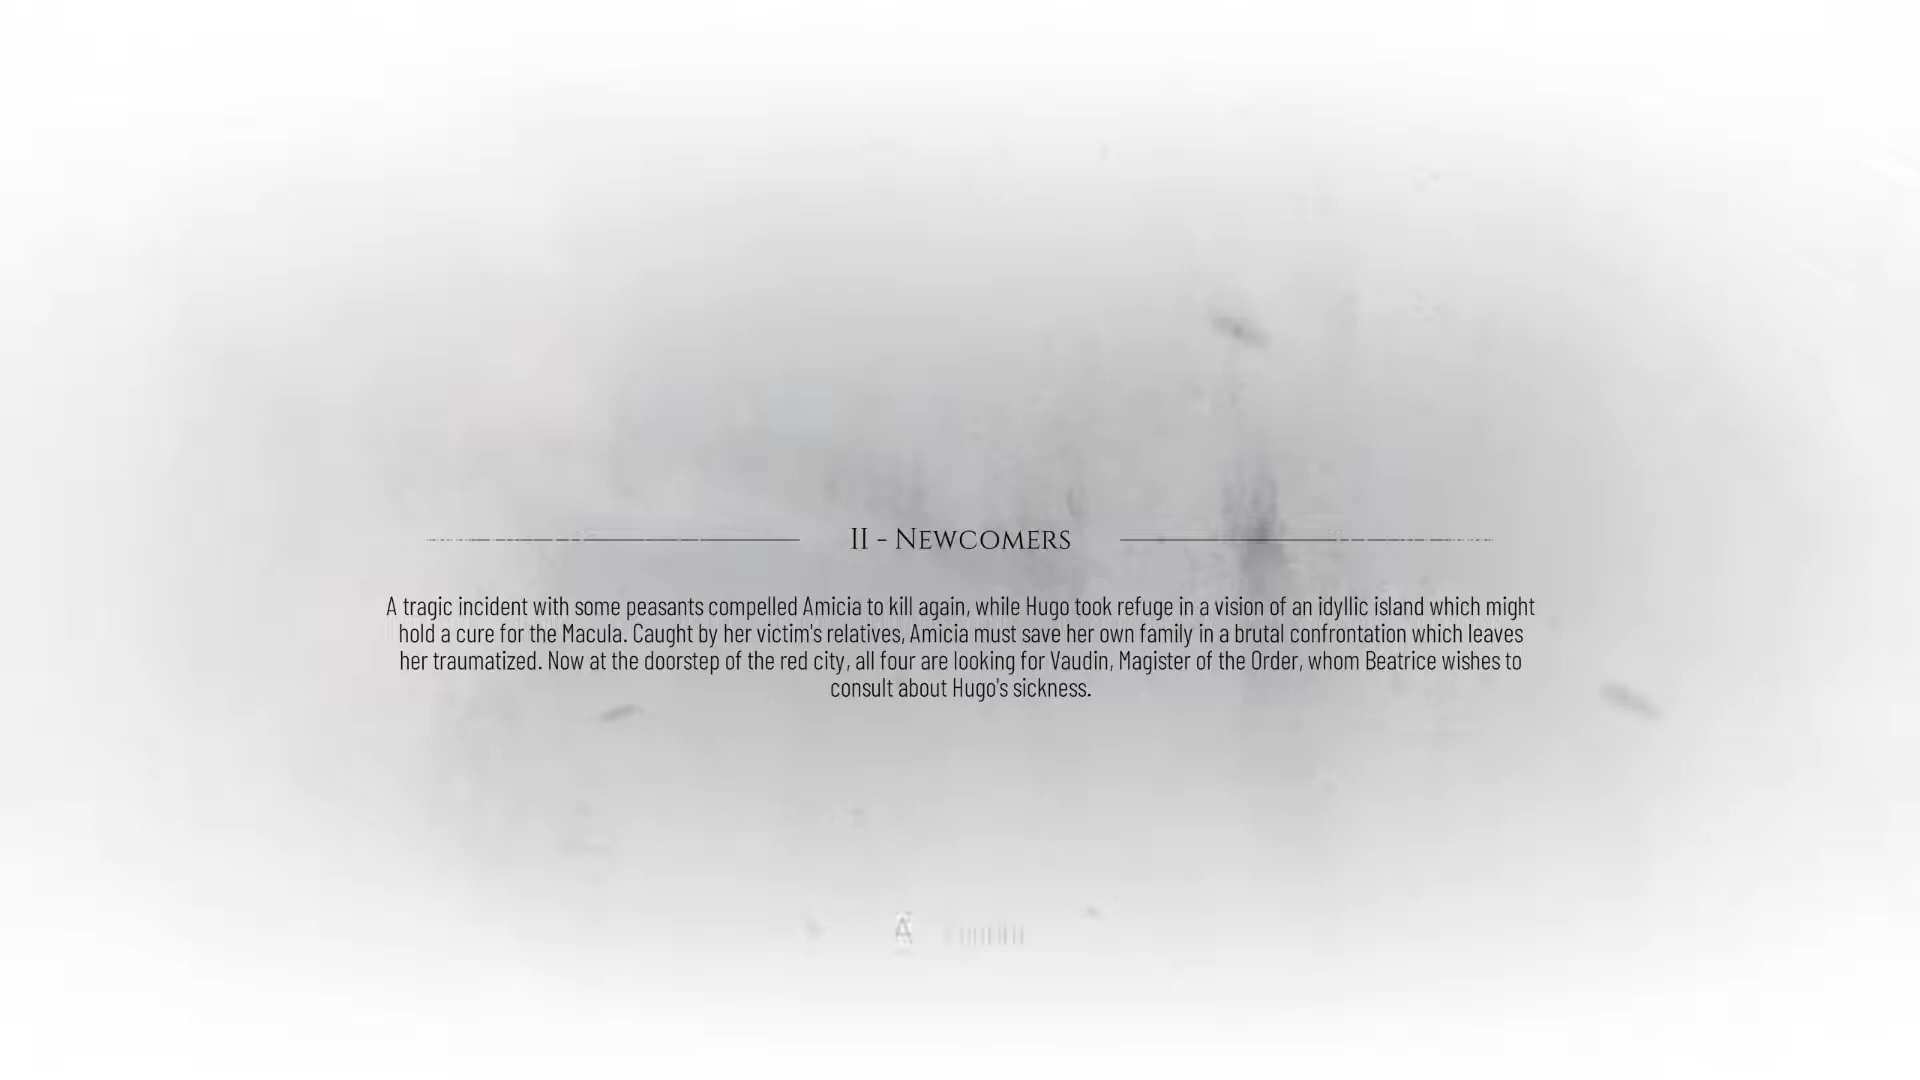 II - Newcomers
A tragic incident with some peasants compelled Amicia to kill again, while Hugo took refuge in a vision of an idyllic island which might
hold a cure for the Macula. Caught by her victim's relatives, Amicia must save her own family in a brutal confrontation which leaves
her traumatized. Now at the doorstep of the red city, all four are looking for Vaudin, Magister of the Order, whom Beatrice wishes to
consult about Hugo's sickness.
A